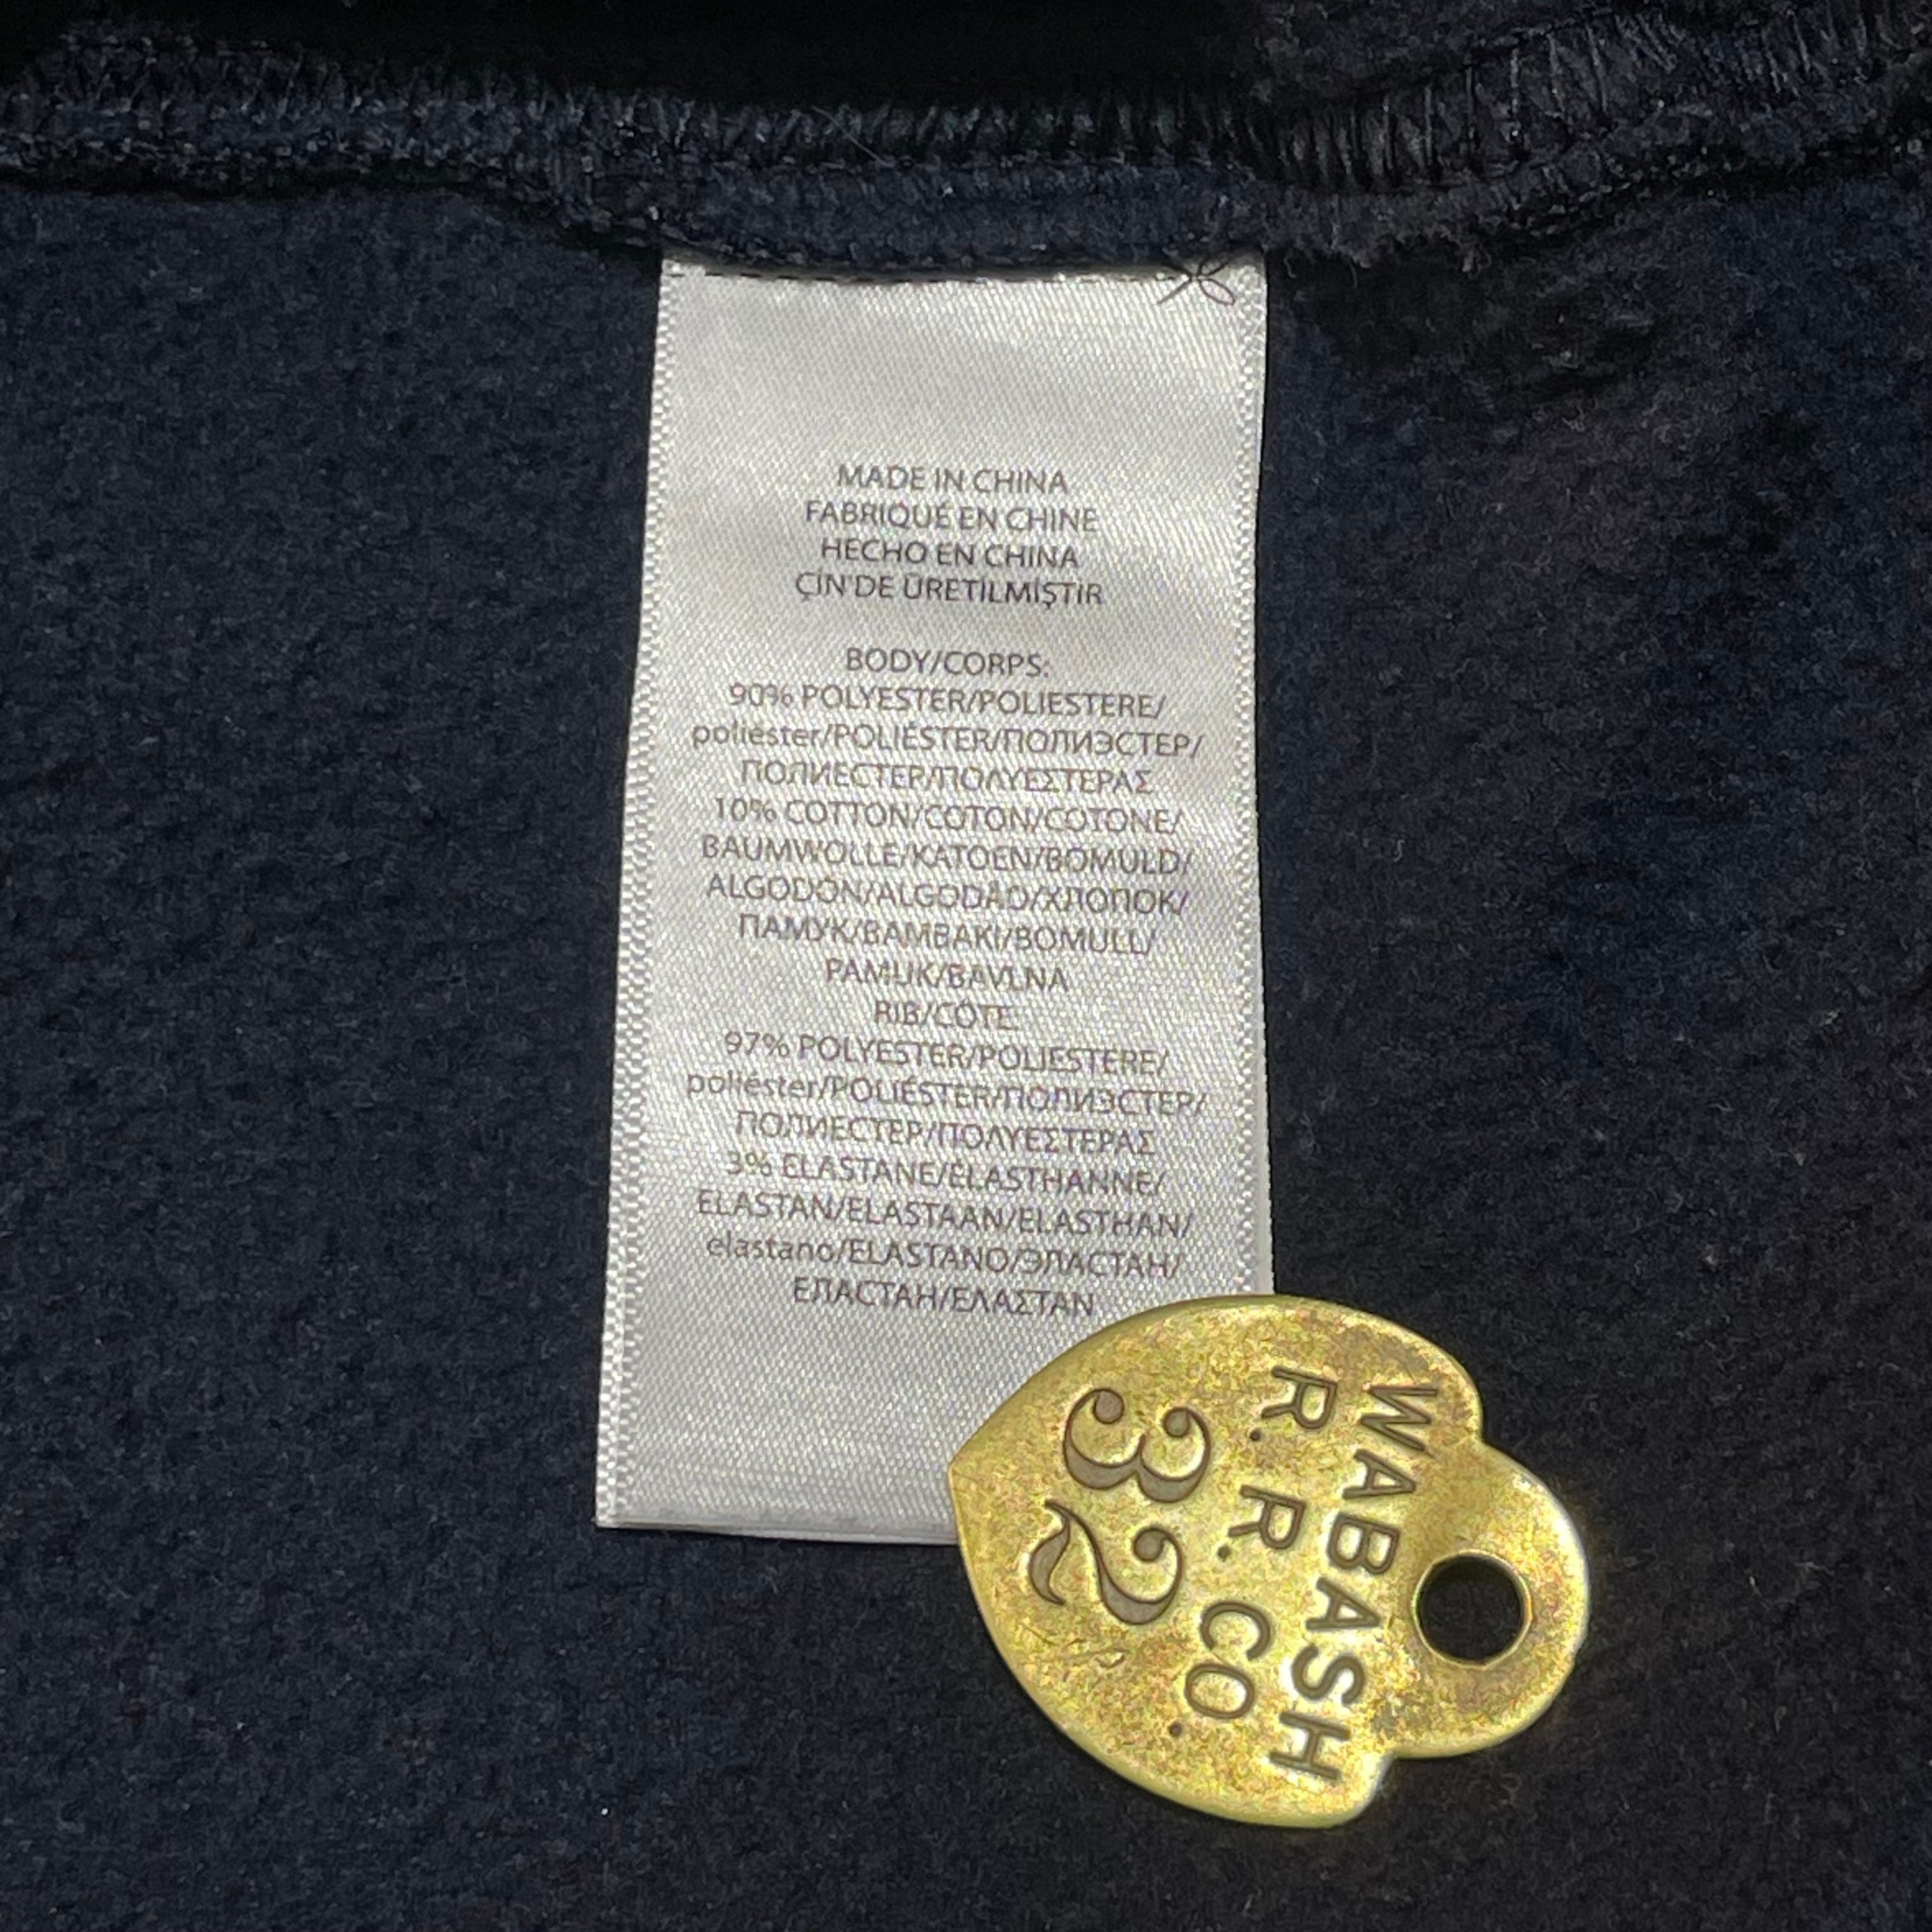 MADE IN CHINA
FABRIQUÉ EN CHINE
HECHO EN CHINA
ÇİN'DE ÜRETİLMİŞTİR
BODY/CORPS:
90% POLYESTER/POLIESTERE/
poliéster/POLIÉSTER/ПОЛИЭСТЕР/
ПОЛИЕСТЕР/ΠΟΛΥΕΣΤΕΡΑΣ
10% COTTON/COTON/COTONE/
BAUMWOLLE/KATOEN/BOMULD/
ALGODÓN/ALGODÃO/ХЛОПОК/
ПАМУК/BAMBAKI/BOMULL/
PAMUK/BAVLNA
RIB/CÔTE:
97% POLYESTER/POLIESTERE/
poliéster/POLIÉSTER/ПОЛИЭСТЕР/
ПОЛИЕСТЕР/ΠΟΛΥΕΣΤΕΡΑΣ
3% ELASTANE/ÉLASTHANNE/
ELASTAN/ELASTAAN/ELASTHAN/
elastano/ELASTANO/ЭЛАСТАН/
ЕЛАСТАН/ΕΛΑΣΤΑΝ
WABASH
R. R. CO.
32